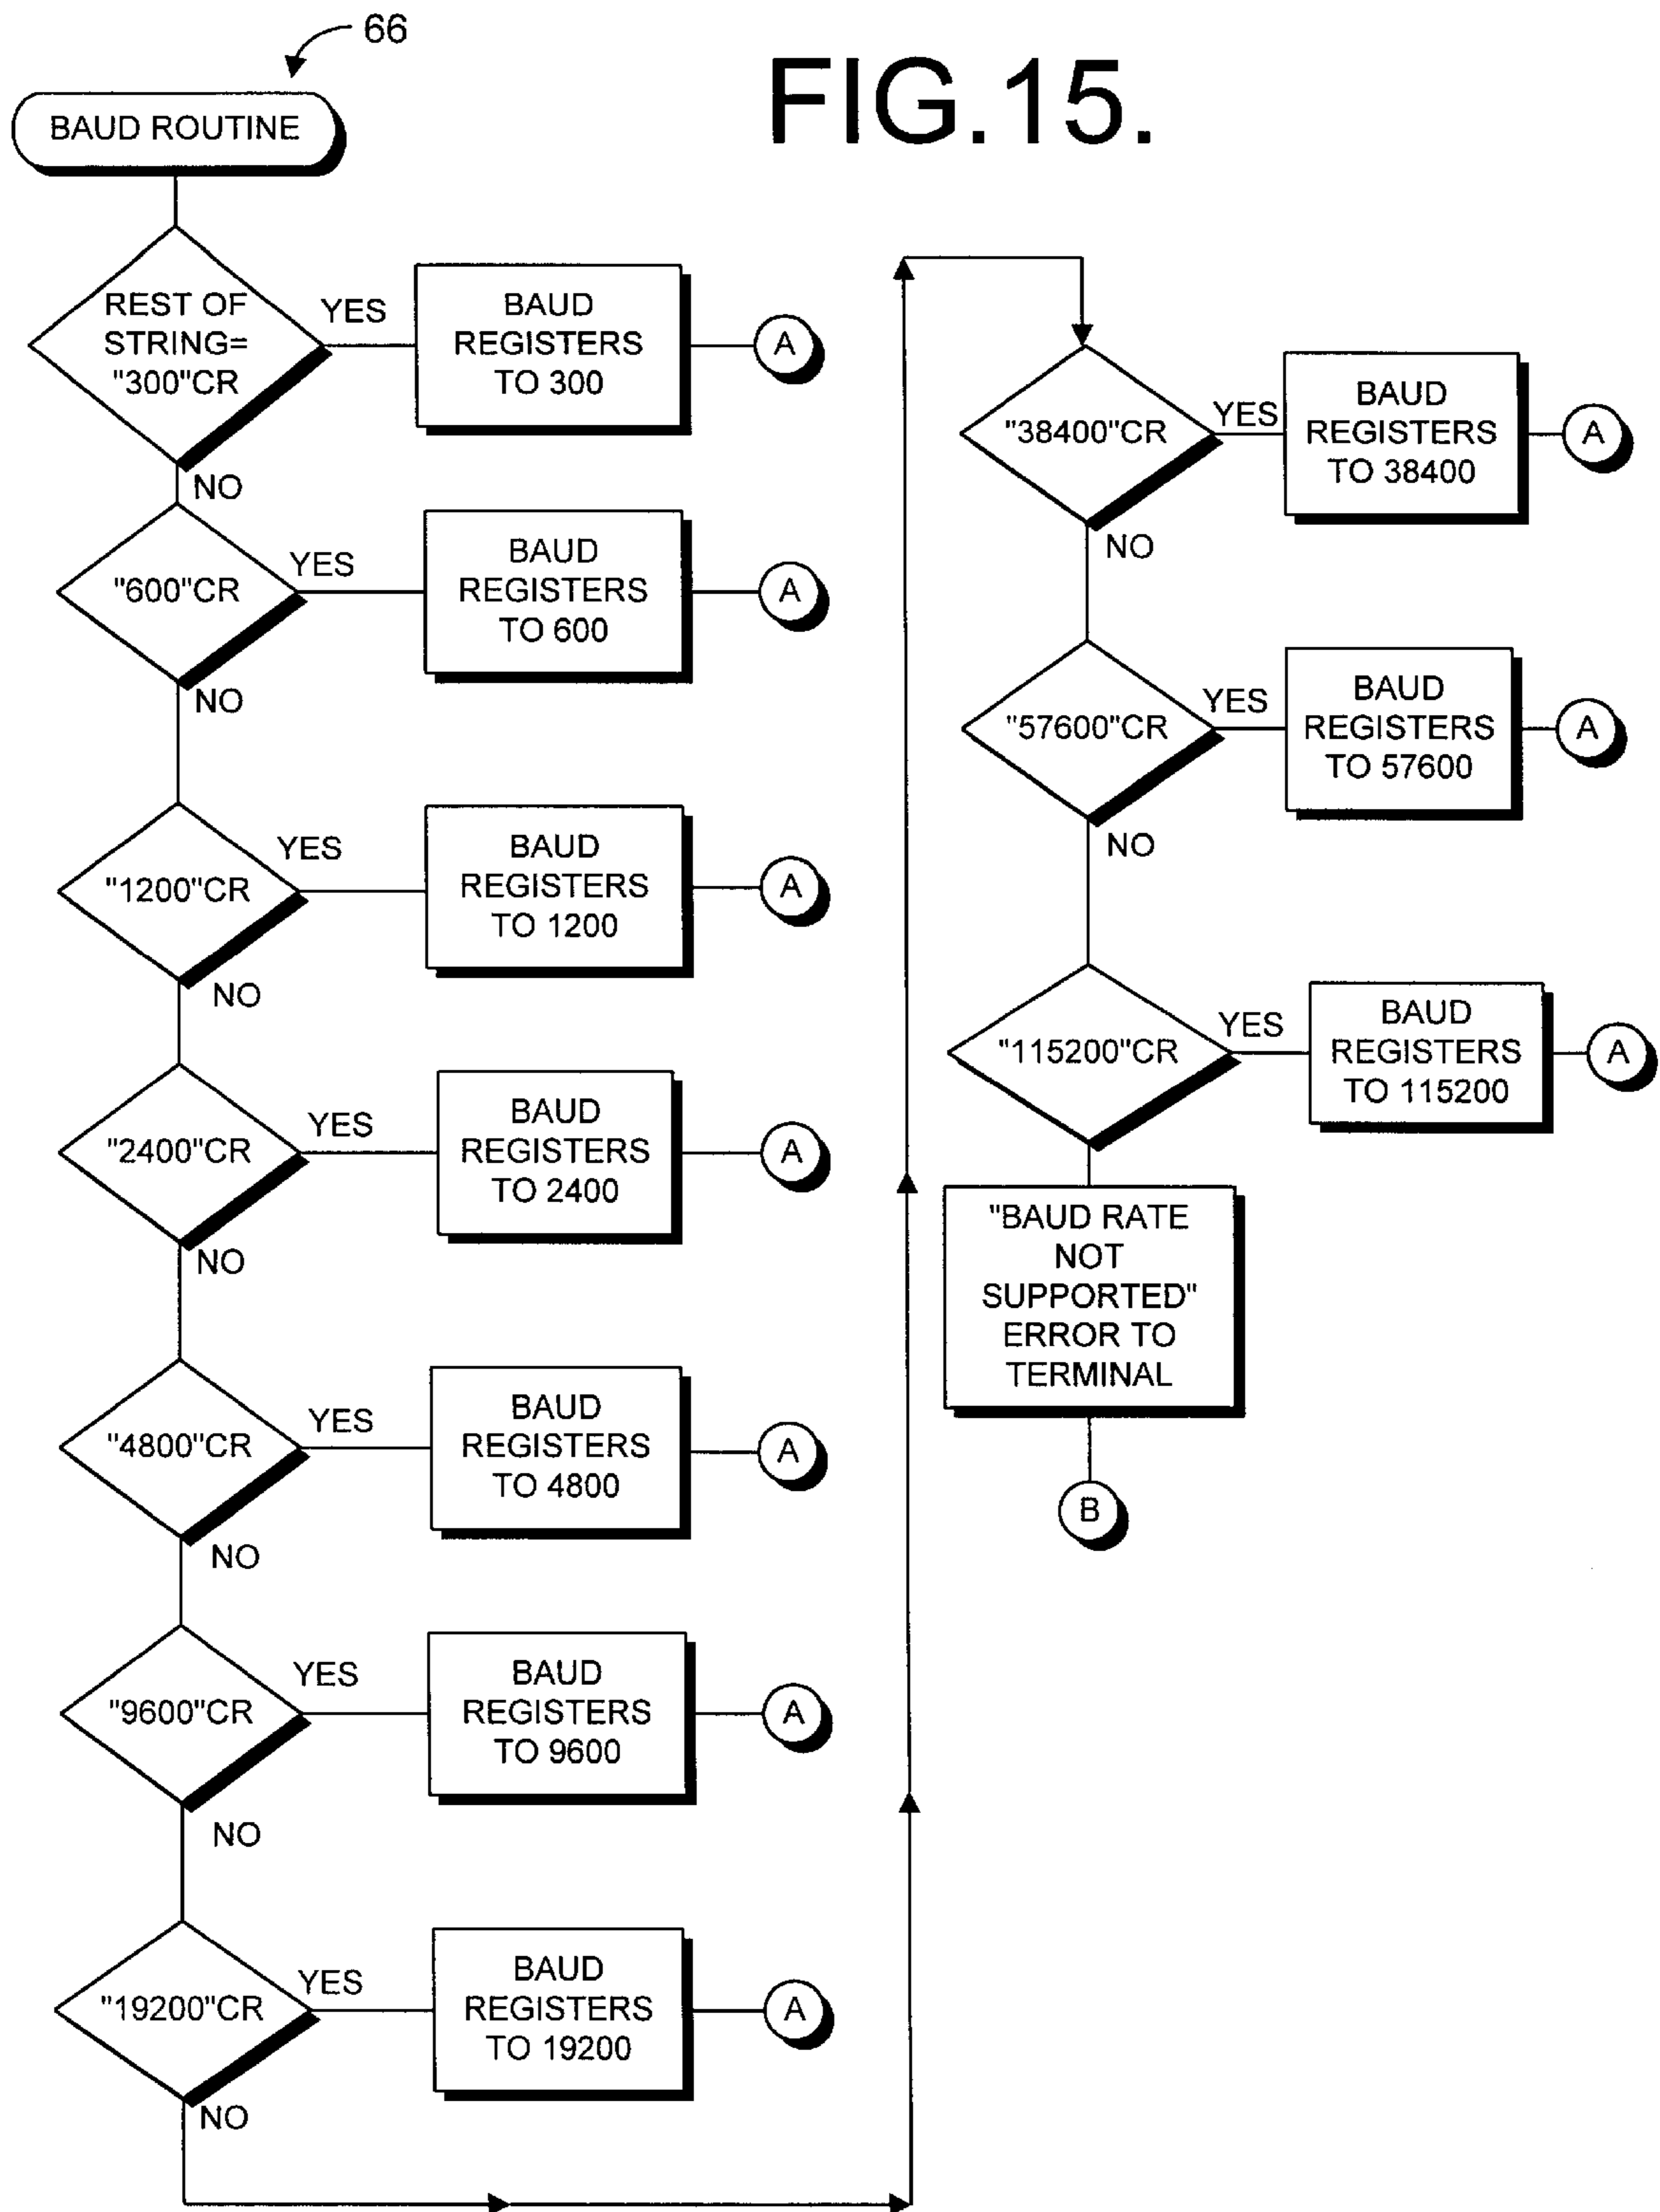 66
FIG.15.
BAUD ROUTINE
REST OF
STRING=
"300"CR
YES
BAUD
REGISTERS
TO 300
A
NO
"600"CR
YES
BAUD
REGISTERS
TO 600
A
NO
"1200"CR
YES
BAUD
REGISTERS
TO 1200
A
NO
"2400"CR
YES
BAUD
REGISTERS
TO 2400
A
NO
"4800"CR
YES
BAUD
REGISTERS
TO 4800
A
NO
"9600"CR
YES
BAUD
REGISTERS
TO 9600
A
NO
"19200"CR
YES
BAUD
REGISTERS
TO 19200
A
NO
"38400"CR
YES
BAUD
REGISTERS
TO 38400
A
NO
"57600"CR
YES
BAUD
REGISTERS
TO 57600
A
NO
"115200"CR
YES
BAUD
REGISTERS
TO 115200
A
"BAUD RATE
NOT
SUPPORTED"
ERROR TO
TERMINAL
B